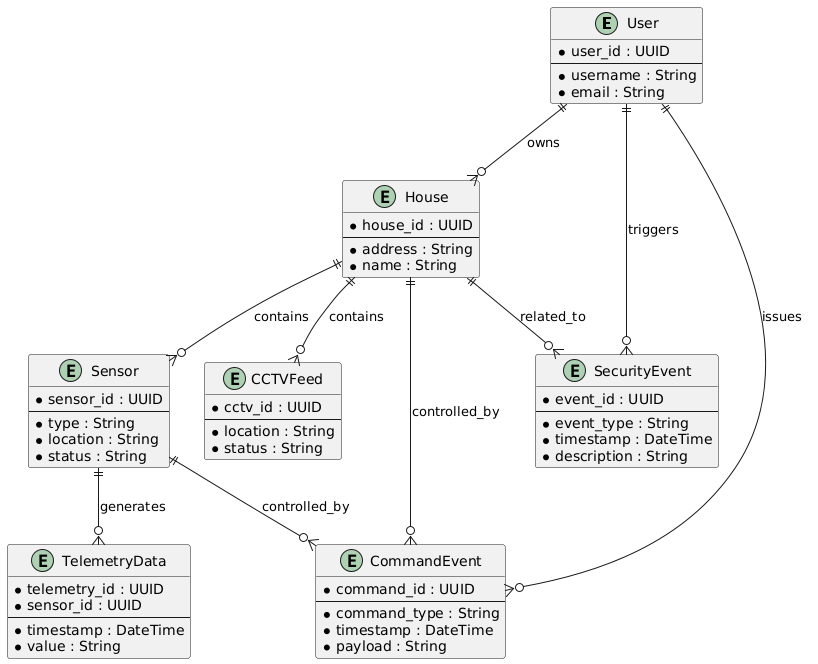 E User
user_id : UUID
username : String
email : String
owns
E House
house_id : UUID
address : String
name : String
triggers
contains
contains
related_to
issues
E Sensor
sensor_id : UUID
type : String
location : String
status : String
E CCTVFeed
cctv_id : UUID
location : String
status : String
controlled_by
E SecurityEvent
event_id : UUID
event_type : String
timestamp : DateTime
description : String
generates
controlled_by
E TelemetryData
telemetry_id : UUID
sensor_id : UUID
timestamp : DateTime
value : String
E CommandEvent
command_id : UUID
command_type : String
timestamp : DateTime
payload : String